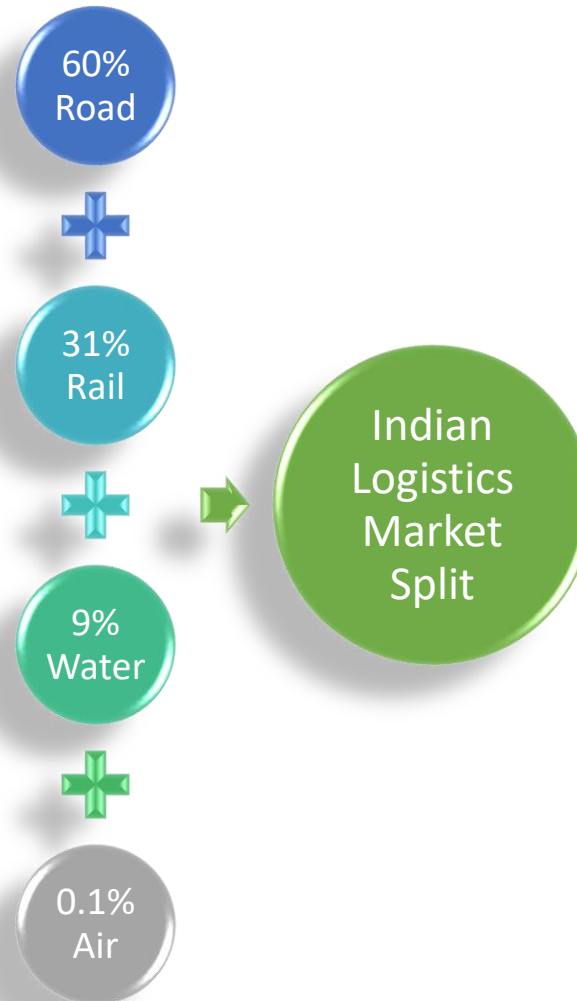 60%
Road
31%
Rail
9%
Water
0.1%
Air
Indian
Logistics
Market
Split